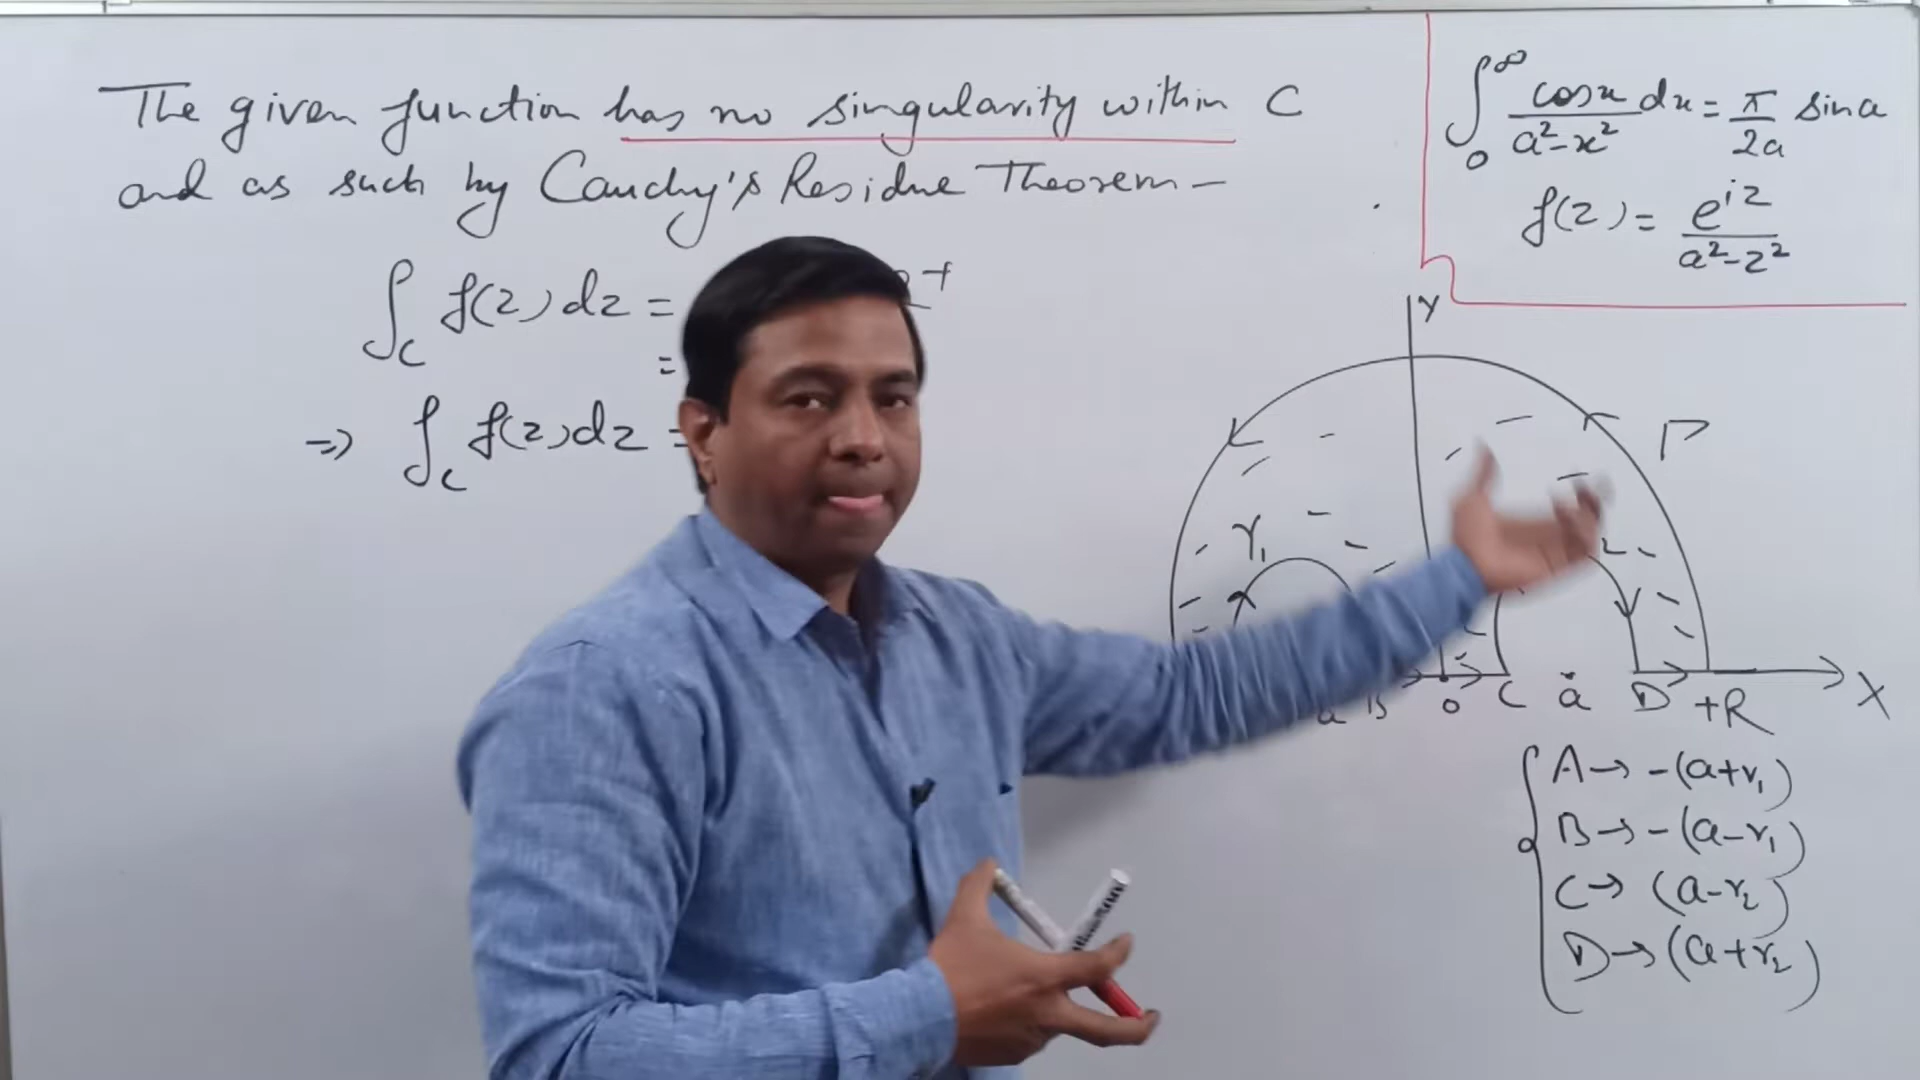 The given function has no singularity within C
and as such by Cauchy's Residue Theorem –
∫_C f(z) dz =
=
⇒ ∫_C f(z) dz =
∫_0^∞ cosx/(a²-x²) dx = π/2a sin a
f(z) = e^{iz}/(a²-z²)
Y
Γ
γ₁
a B O C a D +R X
A → -(a+r₁)
B → -(a-r₁)
C → (a-r₂)
D → (a+r₂)